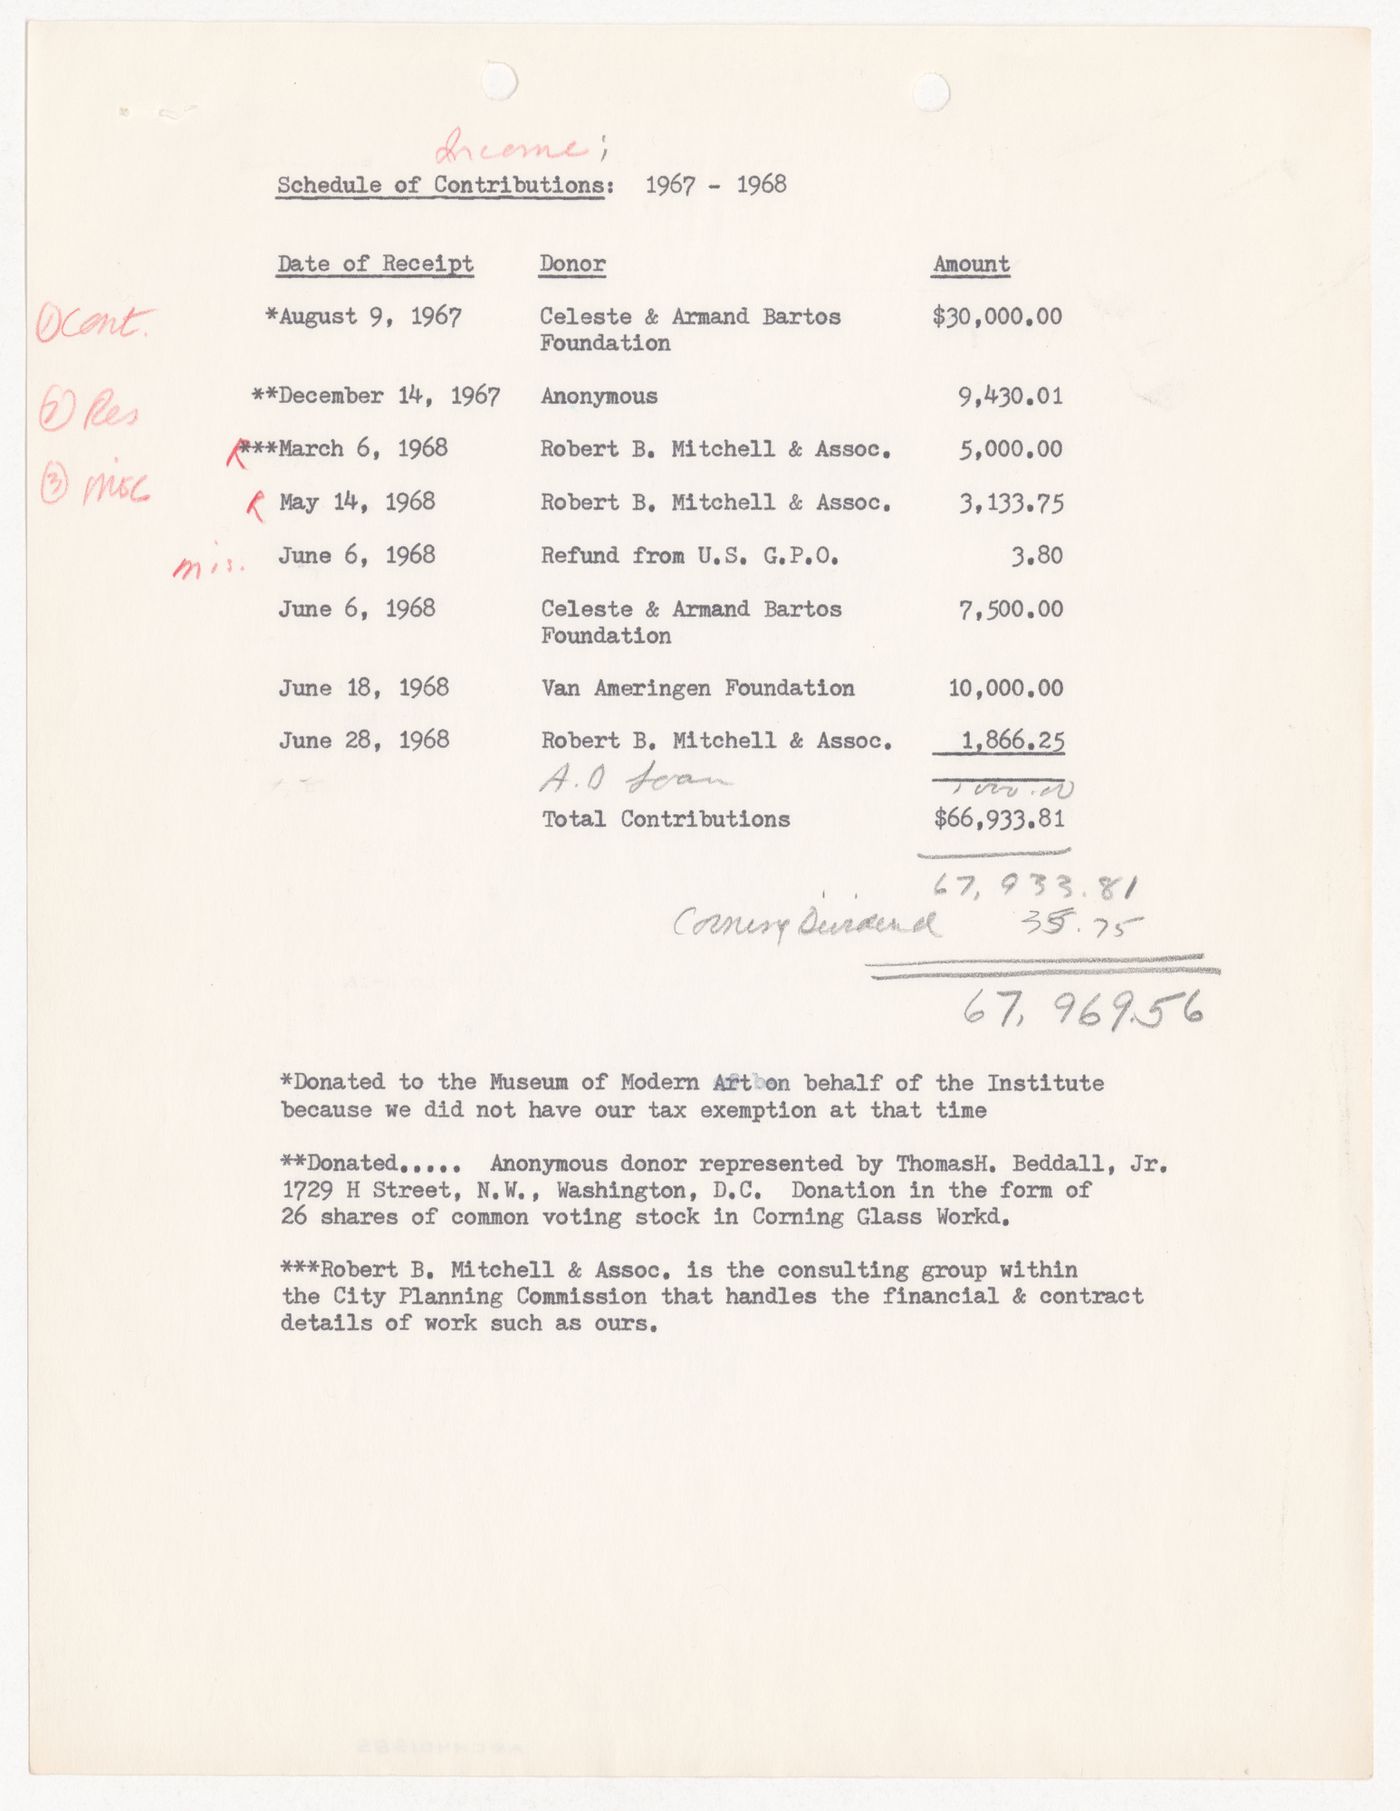 Income;
Schedule of Contributions: 1967 - 1968
Date of Receipt Donor Amount
① Cont. *August 9, 1967 Celeste & Armand Bartos $30,000.00
Foundation
② Res **December 14, 1967 Anonymous 9,430.01
R ***March 6, 1968 Robert B. Mitchell & Assoc. 5,000.00
③ misc R May 14, 1968 Robert B. Mitchell & Assoc. 3,133.75
mis. June 6, 1968 Refund from U.S. G.P.O. 3.80
June 6, 1968 Celeste & Armand Bartos 7,500.00
Foundation
June 18, 1968 Van Ameringen Foundation 10,000.00
June 28, 1968 Robert B. Mitchell & Assoc. 1,866.25
A.D Loan 1000.00
Total Contributions $66,933.81
67,933.81
Corning Dividend 35.75
67,969.56
*Donated to the Museum of Modern Art on behalf of the Institute
because we did not have our tax exemption at that time
**Donated..... Anonymous donor represented by ThomasH. Beddall, Jr.
1729 H Street, N.W., Washington, D.C. Donation in the form of
26 shares of common voting stock in Corning Glass Workd.
***Robert B. Mitchell & Assoc. is the consulting group within
the City Planning Commission that handles the financial & contract
details of work such as ours.